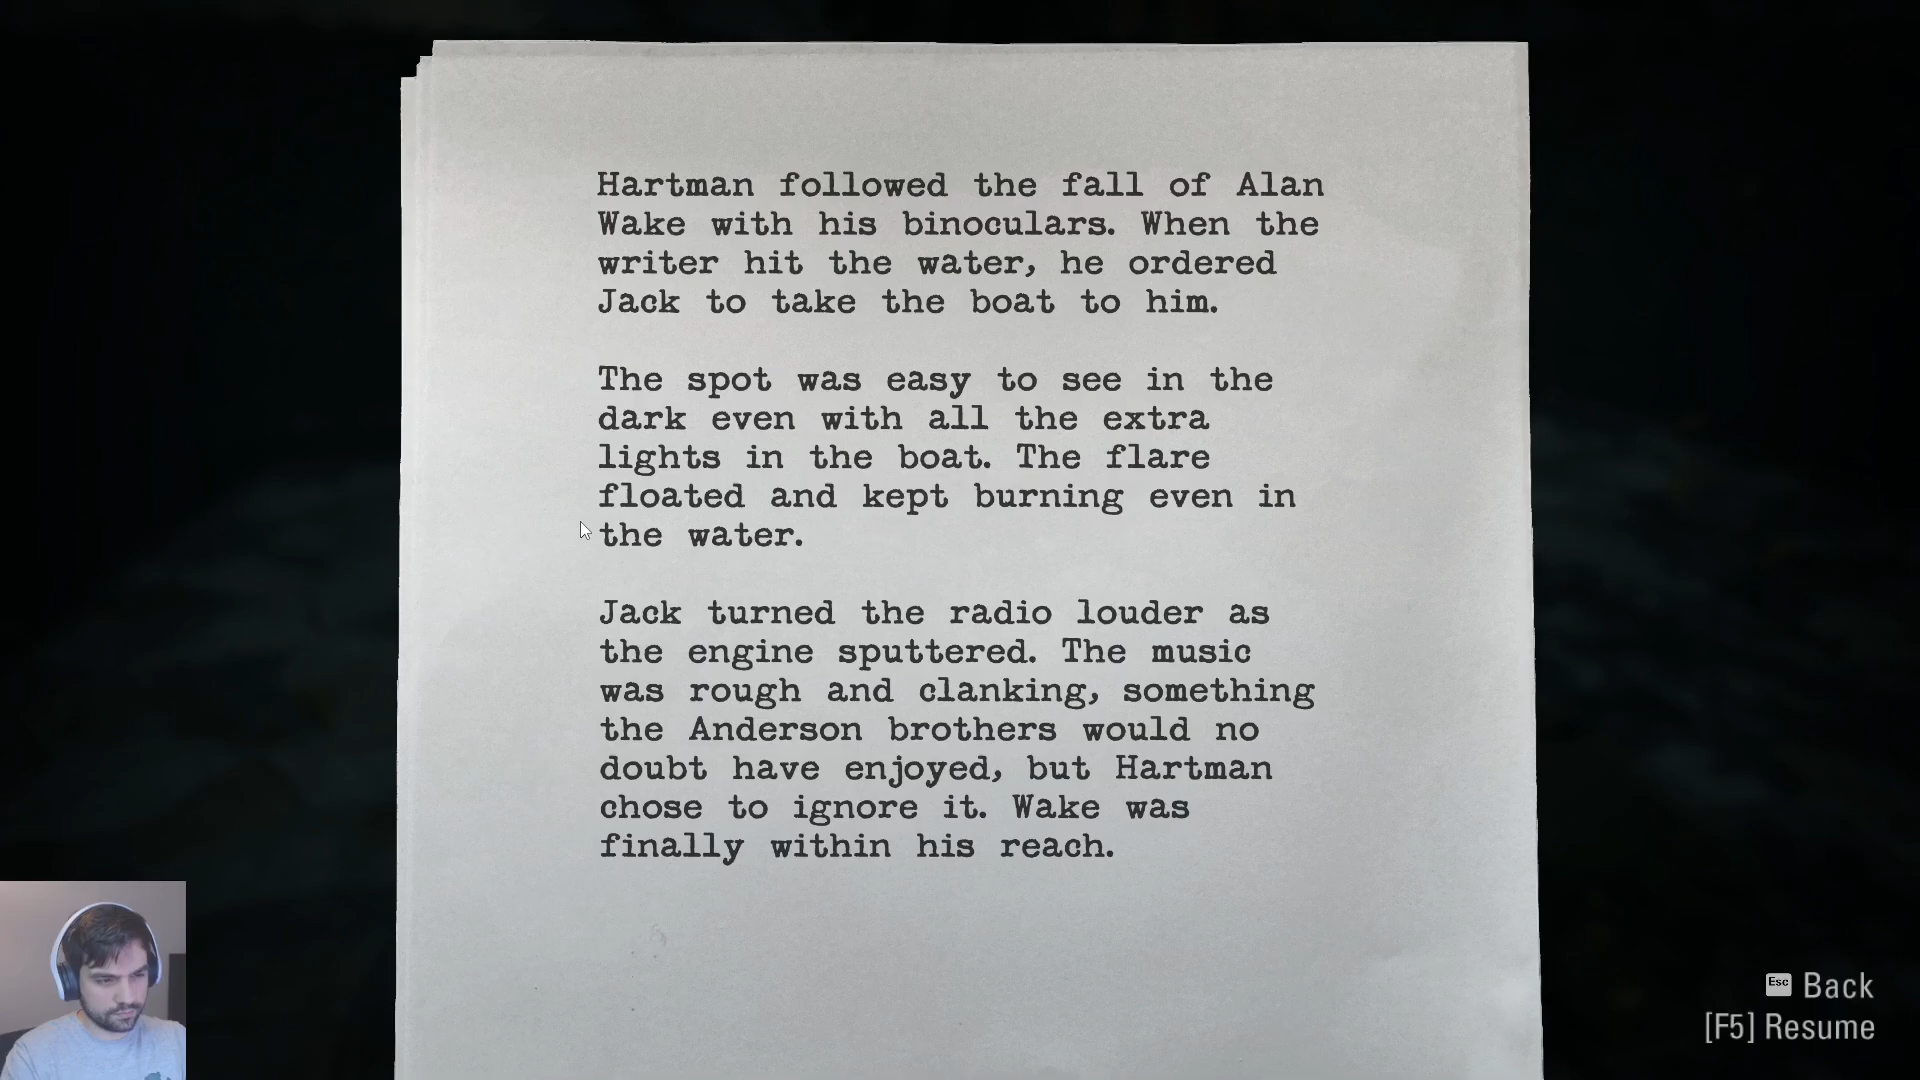 Hartman followed the fall of Alan
Wake with his binoculars. When the
writer hit the water, he ordered
Jack to take the boat to him.
The spot was easy to see in the
dark even with all the extra
lights in the boat. The flare
floated and kept burning even in
the water.
Jack turned the radio louder as
the engine sputtered. The music
was rough and clanking, something
the Anderson brothers would no
doubt have enjoyed, but Hartman
chose to ignore it. Wake was
finally within his reach.
Esc Back
[F5] Resume